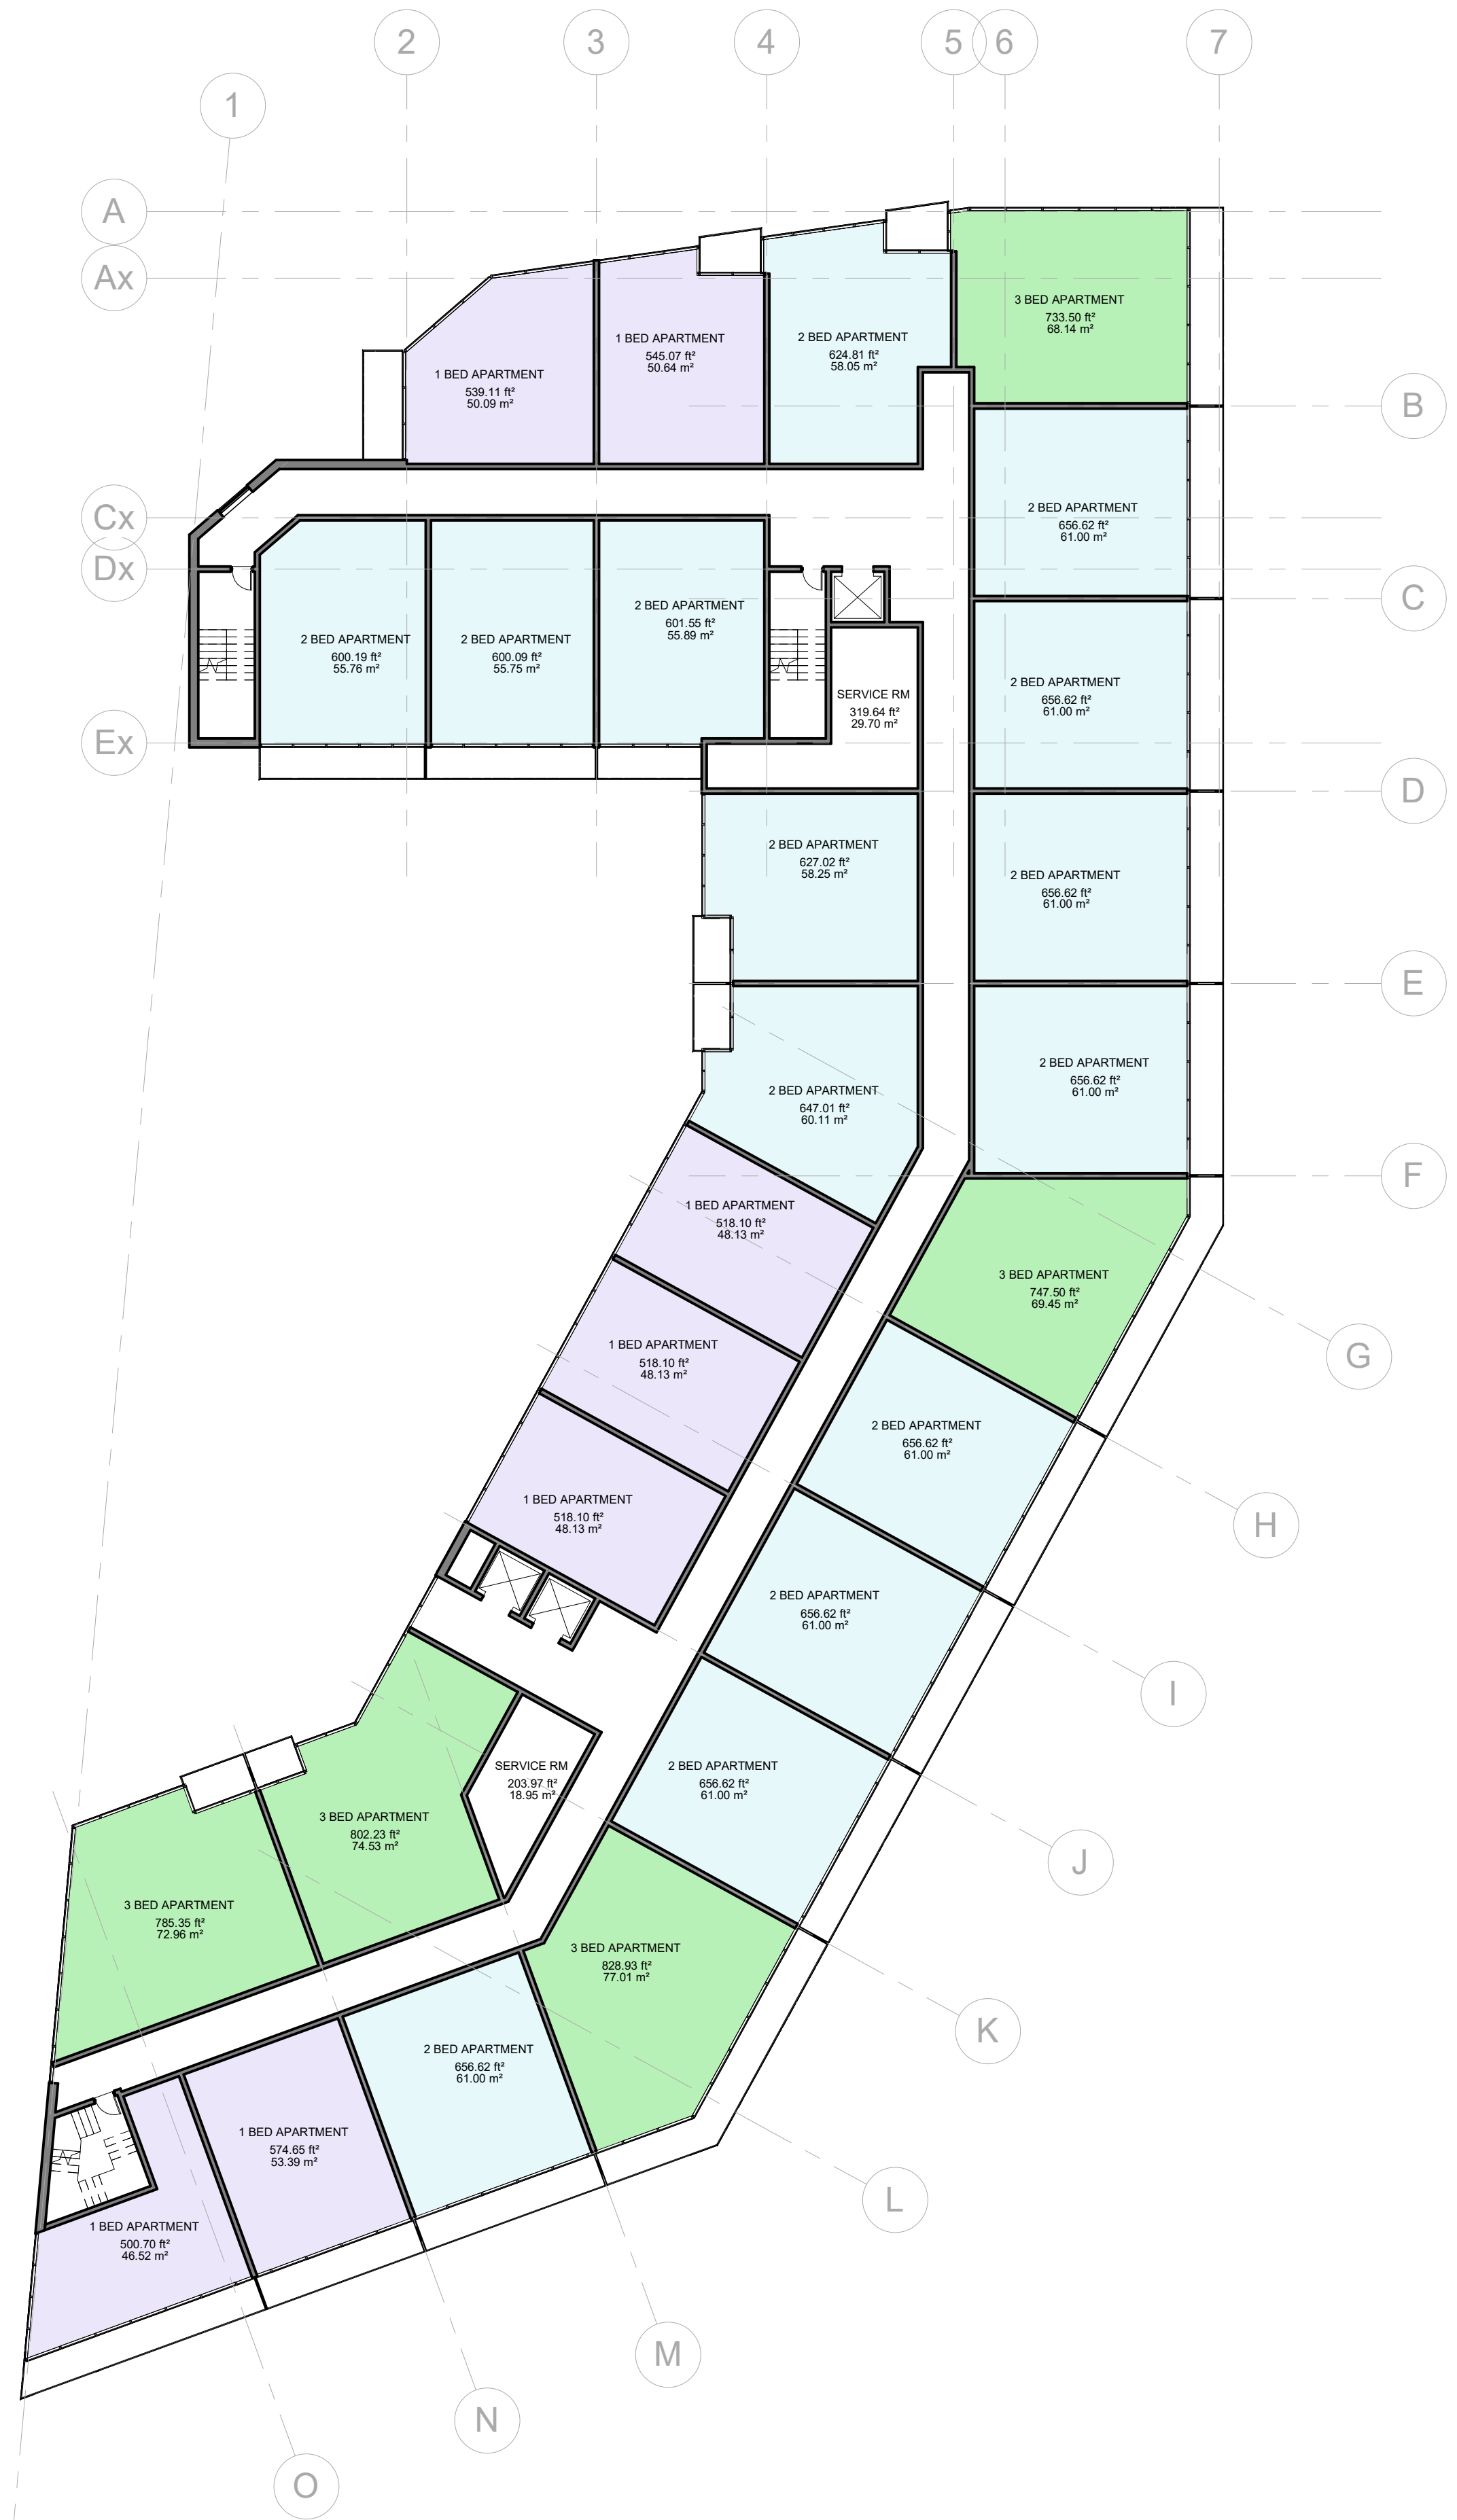 2
3
4
5
6
7
1
A
Ax
3 BED APARTMENT
733.50 ft²
68.14 m²
1 BED APARTMENT
545.07 ft²
50.64 m²
2 BED APARTMENT
624.81 ft²
58.05 m²
1 BED APARTMENT
539.11 ft²
50.09 m²
B
Cx
2 BED APARTMENT
656.62 ft²
61.00 m²
Dx
C
2 BED APARTMENT
600.19 ft²
55.76 m²
2 BED APARTMENT
600.09 ft²
55.75 m²
2 BED APARTMENT
601.55 ft²
55.89 m²
SERVICE RM
319.64 ft²
29.70 m²
2 BED APARTMENT
656.62 ft²
61.00 m²
Ex
D
2 BED APARTMENT
627.02 ft²
58.25 m²
2 BED APARTMENT
656.62 ft²
61.00 m²
E
2 BED APARTMENT
647.01 ft²
60.11 m²
2 BED APARTMENT
656.62 ft²
61.00 m²
F
1 BED APARTMENT
518.10 ft²
48.13 m²
3 BED APARTMENT
747.50 ft²
69.45 m²
G
1 BED APARTMENT
518.10 ft²
48.13 m²
2 BED APARTMENT
656.62 ft²
61.00 m²
H
1 BED APARTMENT
518.10 ft²
48.13 m²
2 BED APARTMENT
656.62 ft²
61.00 m²
I
SERVICE RM
203.97 ft²
18.95 m²
2 BED APARTMENT
656.62 ft²
61.00 m²
J
3 BED APARTMENT
802.23 ft²
74.53 m²
3 BED APARTMENT
785.35 ft²
72.96 m²
3 BED APARTMENT
828.93 ft²
77.01 m²
K
2 BED APARTMENT
656.62 ft²
61.00 m²
1 BED APARTMENT
574.65 ft²
53.39 m²
L
1 BED APARTMENT
500.70 ft²
46.52 m²
M
N
O